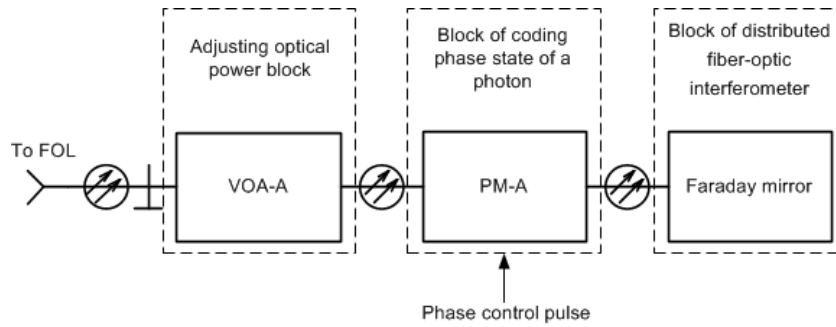 Adjusting optical
power block
Block of coding
phase state of a
photon
Block of distributed
fiber-optic
interferometer
To FOL
VOA-A
PM-A
Faraday mirror
Phase control pulse